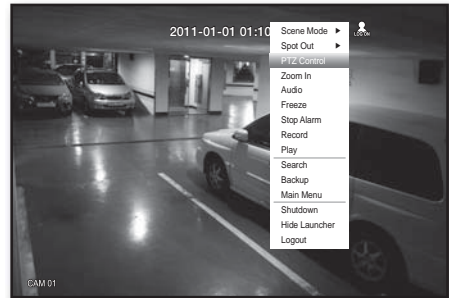 2011-01-01 01:10
LOG ON
Scene Mode ▶
Spot Out ▶
PTZ Control
Zoom In
Audio
Freeze
Stop Alarm
Record
Play
Search
Backup
Main Menu
Shutdown
Hide Launcher
Logout
CAM 01